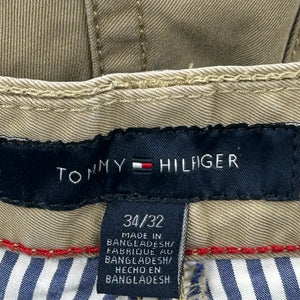 TOMMY HILFIGER
34/32
MADE IN
BANGLADESH/
FABRIQUÉ AU
BANGLADESH/
HECHO EN
BANGLADESH